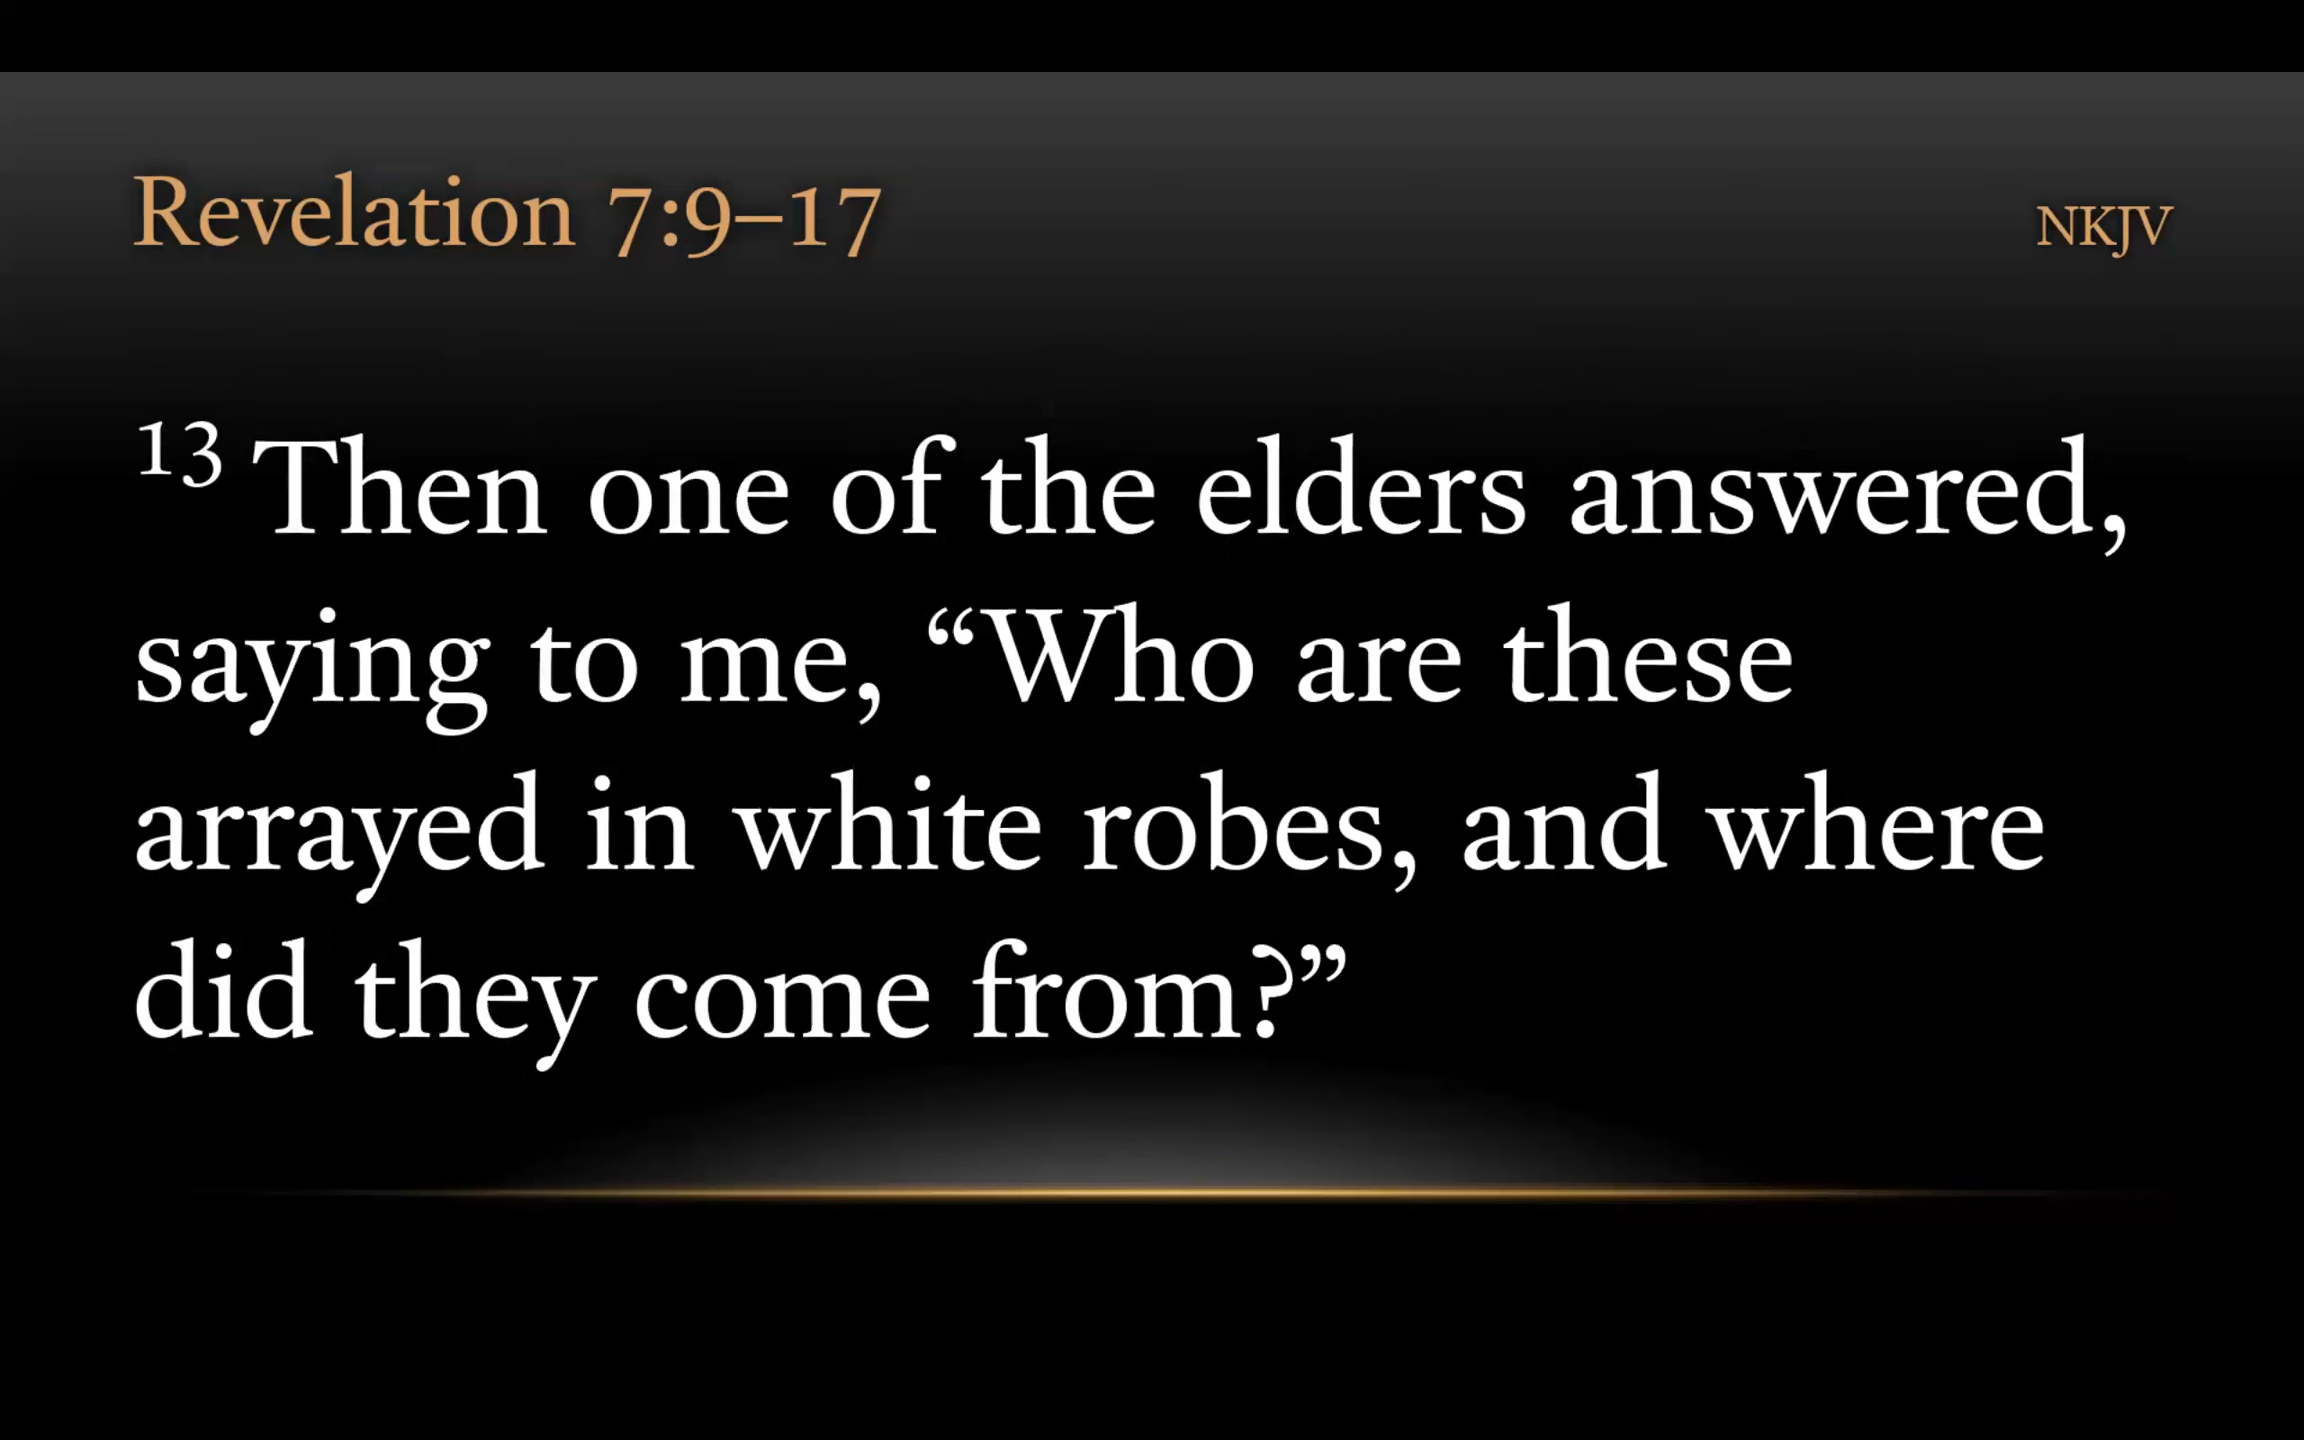 Revelation 7:9–17
NKJV
13 Then one of the elders answered,
saying to me, “Who are these
arrayed in white robes, and where
did they come from?”